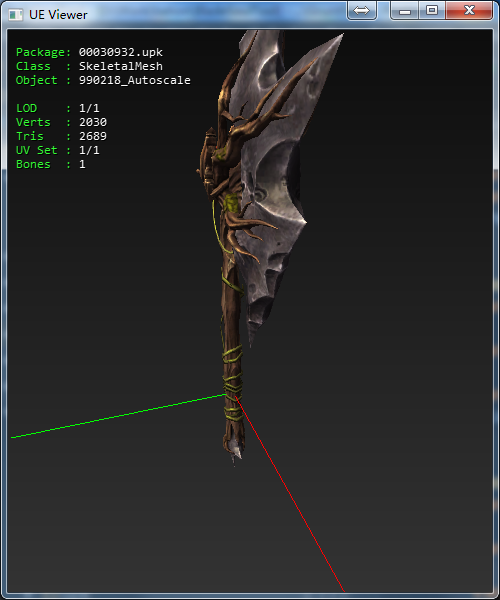 UE Viewer
Package: 00030932.upk
Class : SkeletalMesh
Object : 990218_Autoscale
LOD : 1/1
Verts : 2030
Tris : 2689
UV Set : 1/1
Bones : 1